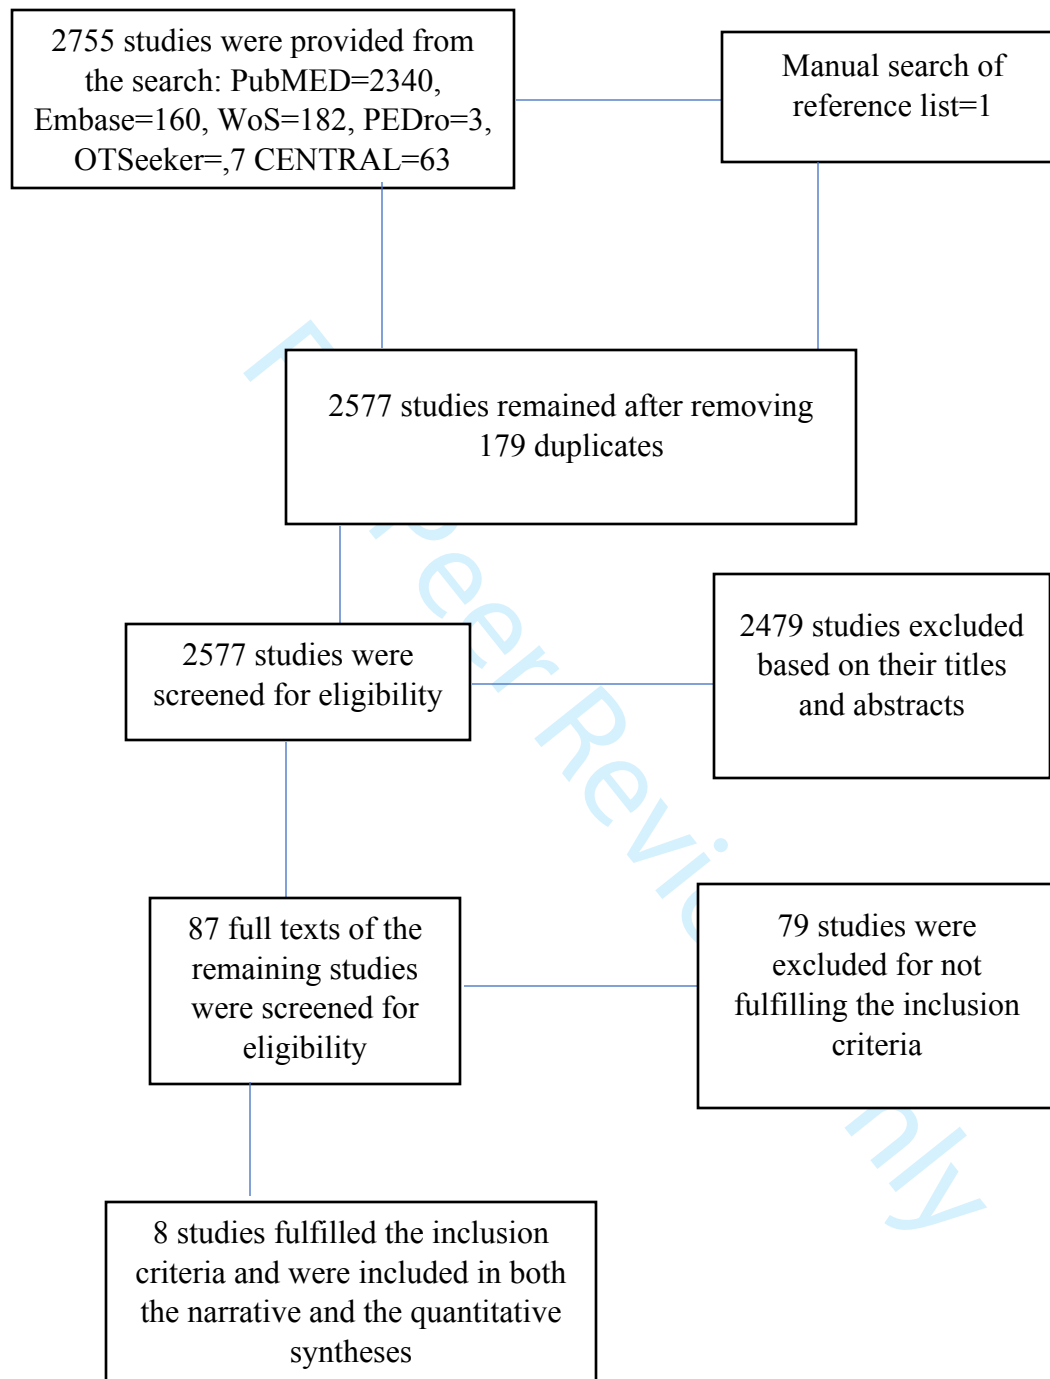 2755 studies were provided from
the search: PubMED=2340,
Embase=160, WoS=182, PEDro=3,
OTSeeker=,7 CENTRAL=63
Manual search of
reference list=1
2577 studies remained after removing
179 duplicates
2577 studies were
screened for eligibility
2479 studies excluded
based on their titles
and abstracts
87 full texts of the
remaining studies
were screened for
eligibility
79 studies were
excluded for not
fulfilling the inclusion
criteria
8 studies fulfilled the inclusion
criteria and were included in both
the narrative and the quantitative
syntheses
Peer Review